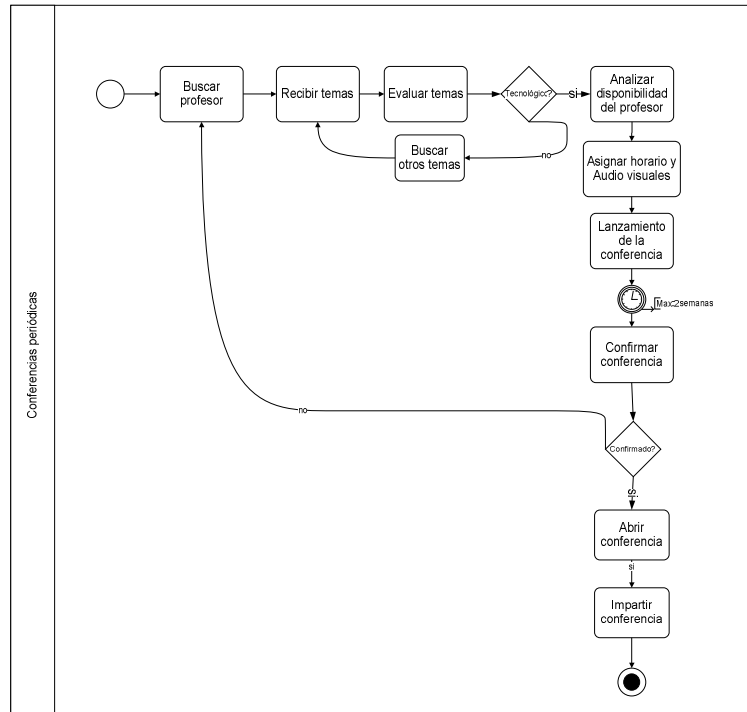 Conferencias periódicas
Buscar
profesor
Recibir temas
Evaluar temas
Tecnológico?
si
Analizar
disponibilidad
del profesor
no
Buscar
otros temas
Asignar horario y
Audio visuales
Lanzamiento
de la
conferencia
Max:2semanas
Confirmar
conferencia
no
Confirmado?
si
Abrir
conferencia
si
Impartir
conferencia